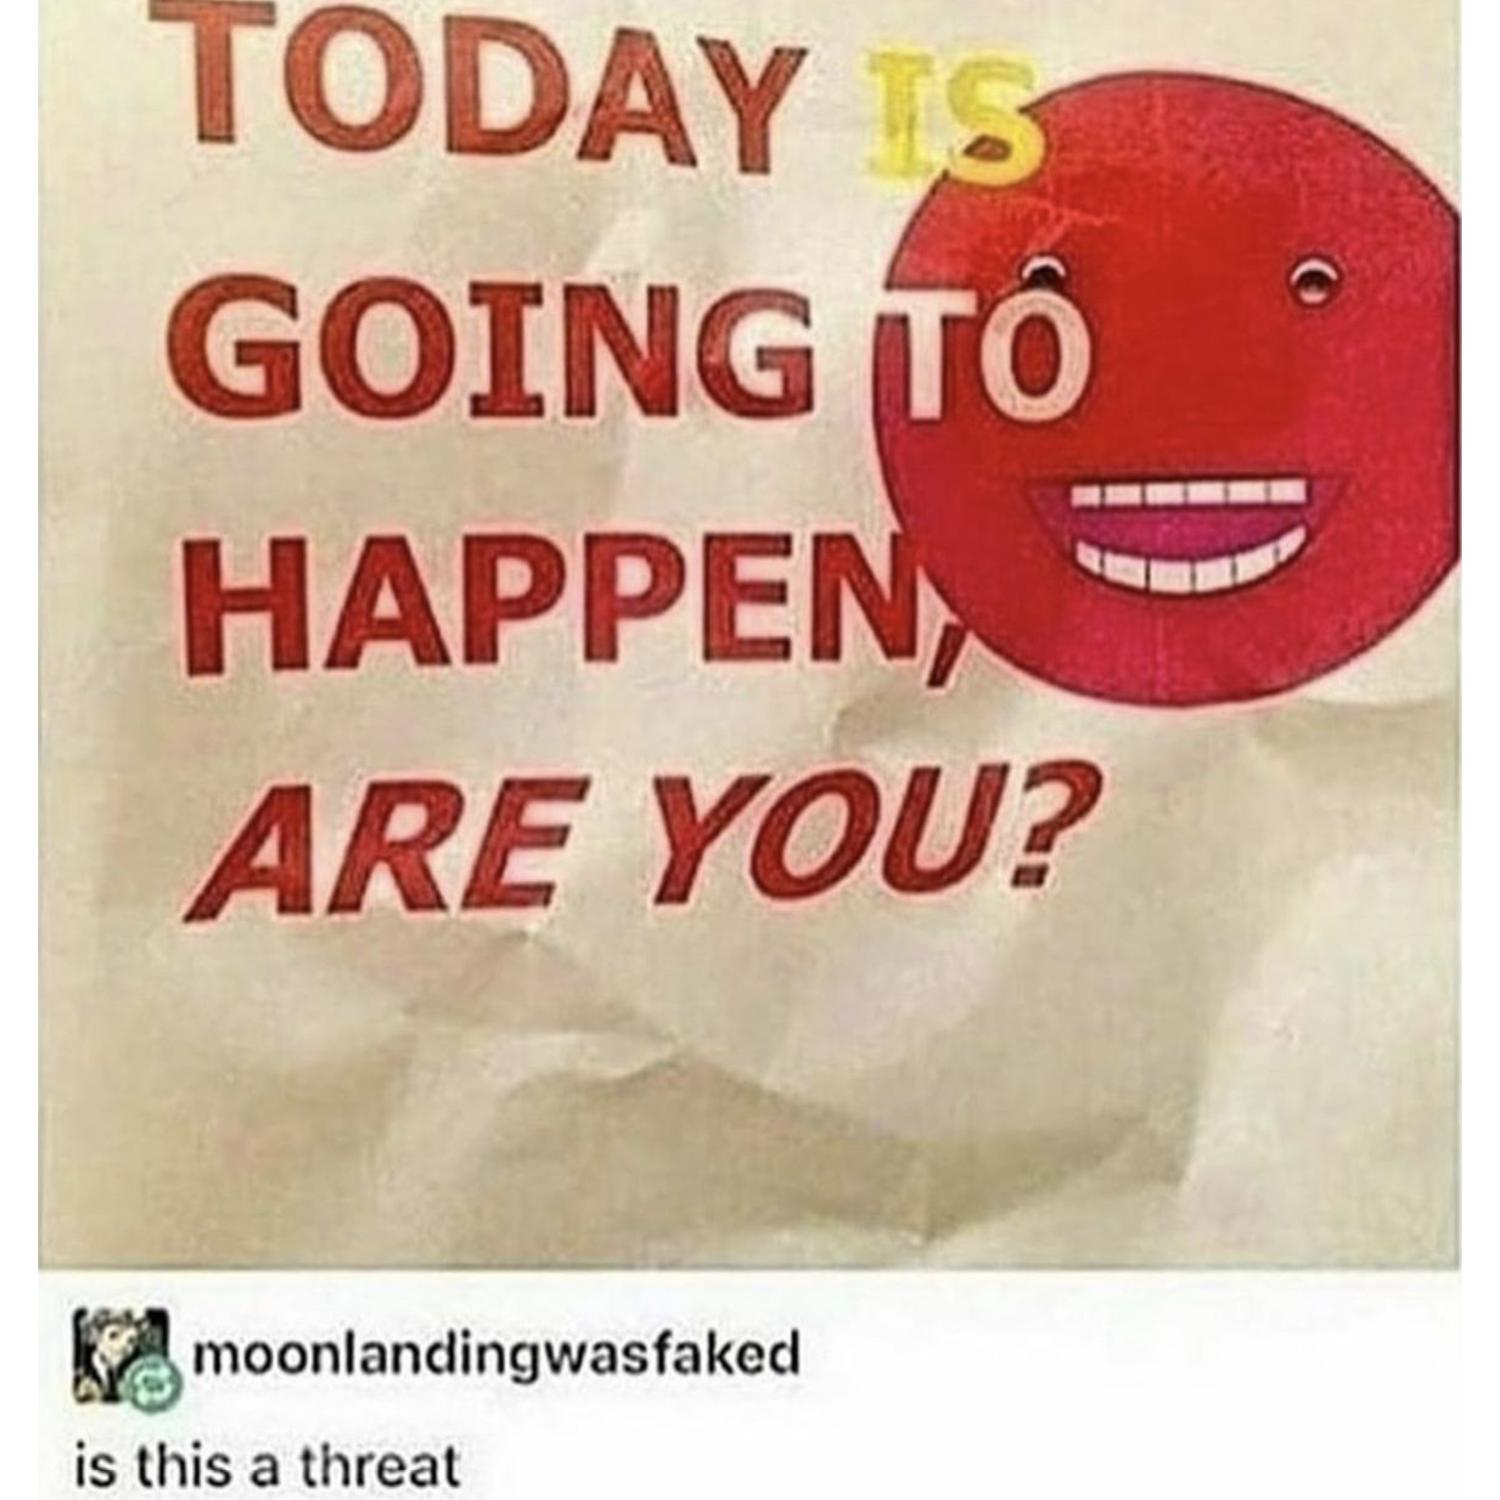 TODAY IS
GOING TO
HAPPEN,
ARE YOU?
moonlandingwasfaked
is this a threat